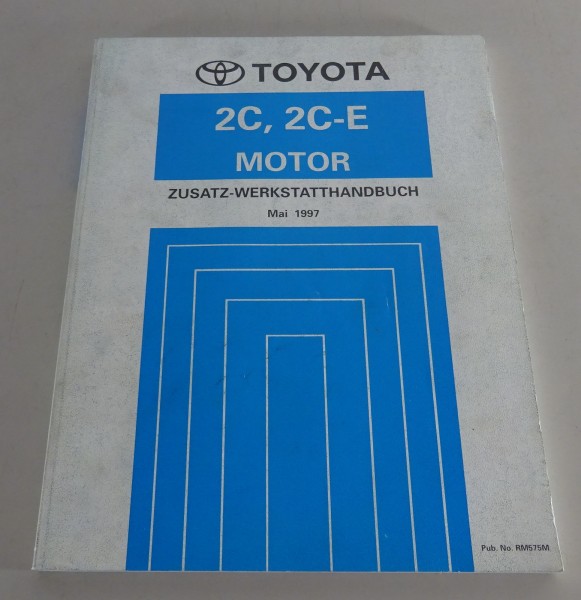 TOYOTA
2C, 2C-E
MOTOR
ZUSATZ-WERKSTATTHANDBUCH
Mai 1997
Pub. No. RM575M